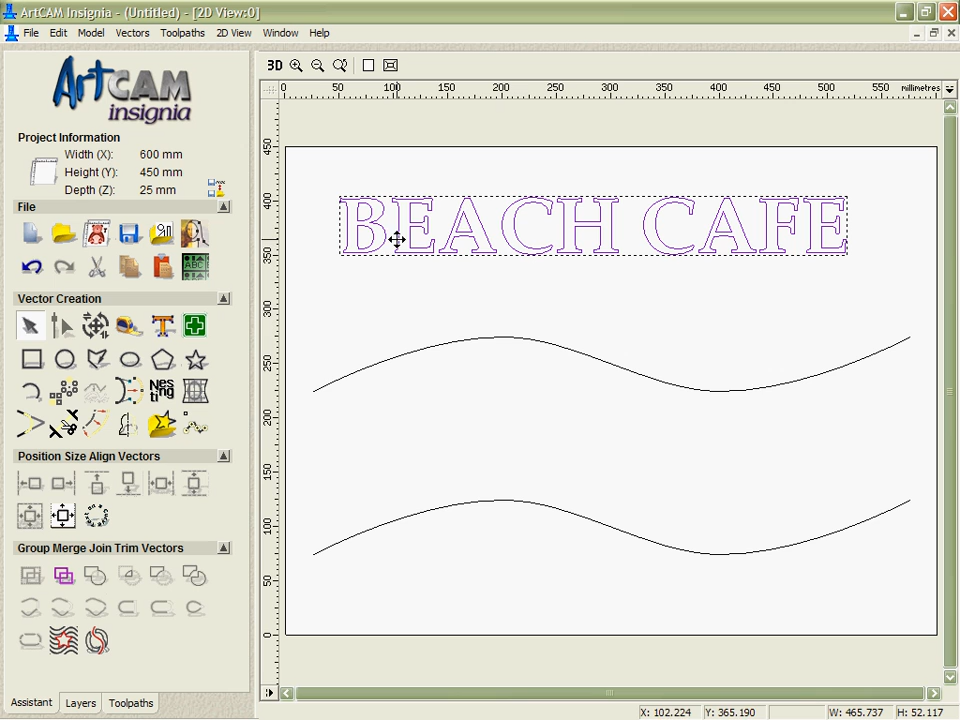 ArtCAM Insignia - (Untitled) - [2D View:0]
File Edit Model Vectors Toolpaths 2D View Window Help
ArtCAM
insignia
3D
0 50 100 150 200 250 300 350 400 450 500 550 millimetres
Project Information
Width (X): 600 mm
Height (Y): 450 mm
Depth (Z): 25 mm
File
ABC
Vector Creation
Nes
ting
Position Size Align Vectors
Group Merge Join Trim Vectors
450
400
350
300
250
200
150
100
50
0
BEACH CAFE
Assistant Layers Toolpaths
X: 102.224 Y: 365.190 W: 465.737 H: 52.117